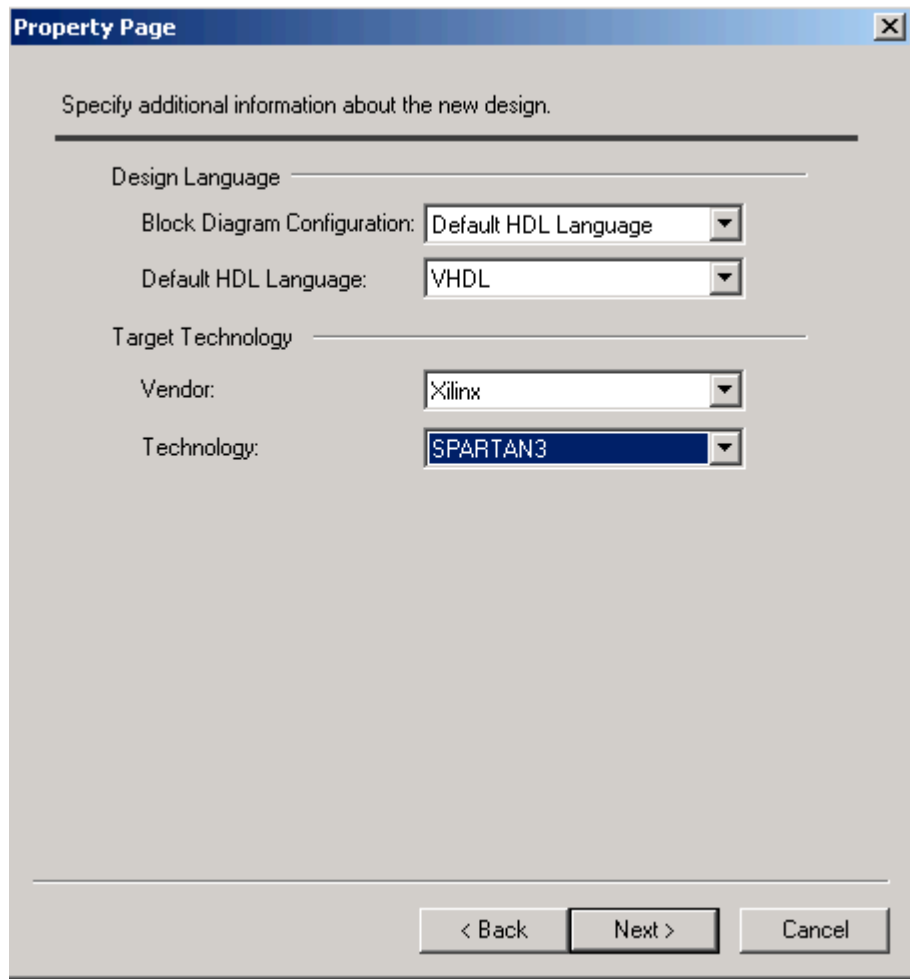 Property Page
Specify additional information about the new design.
Design Language
Block Diagram Configuration: Default HDL Language
Default HDL Language: VHDL
Target Technology
Vendor: Xilinx
Technology: SPARTAN3
< Back Next > Cancel